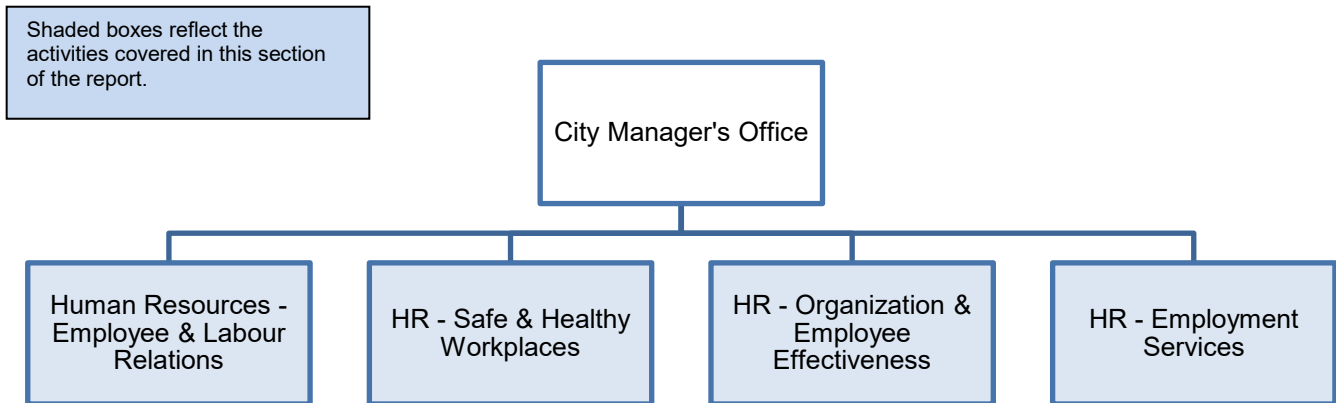 Shaded boxes reflect the
activities covered in this section
of the report.
City Manager's Office
Human Resources -
Employee & Labour
Relations
HR - Safe & Healthy
Workplaces
HR - Organization &
Employee
Effectiveness
HR - Employment
Services